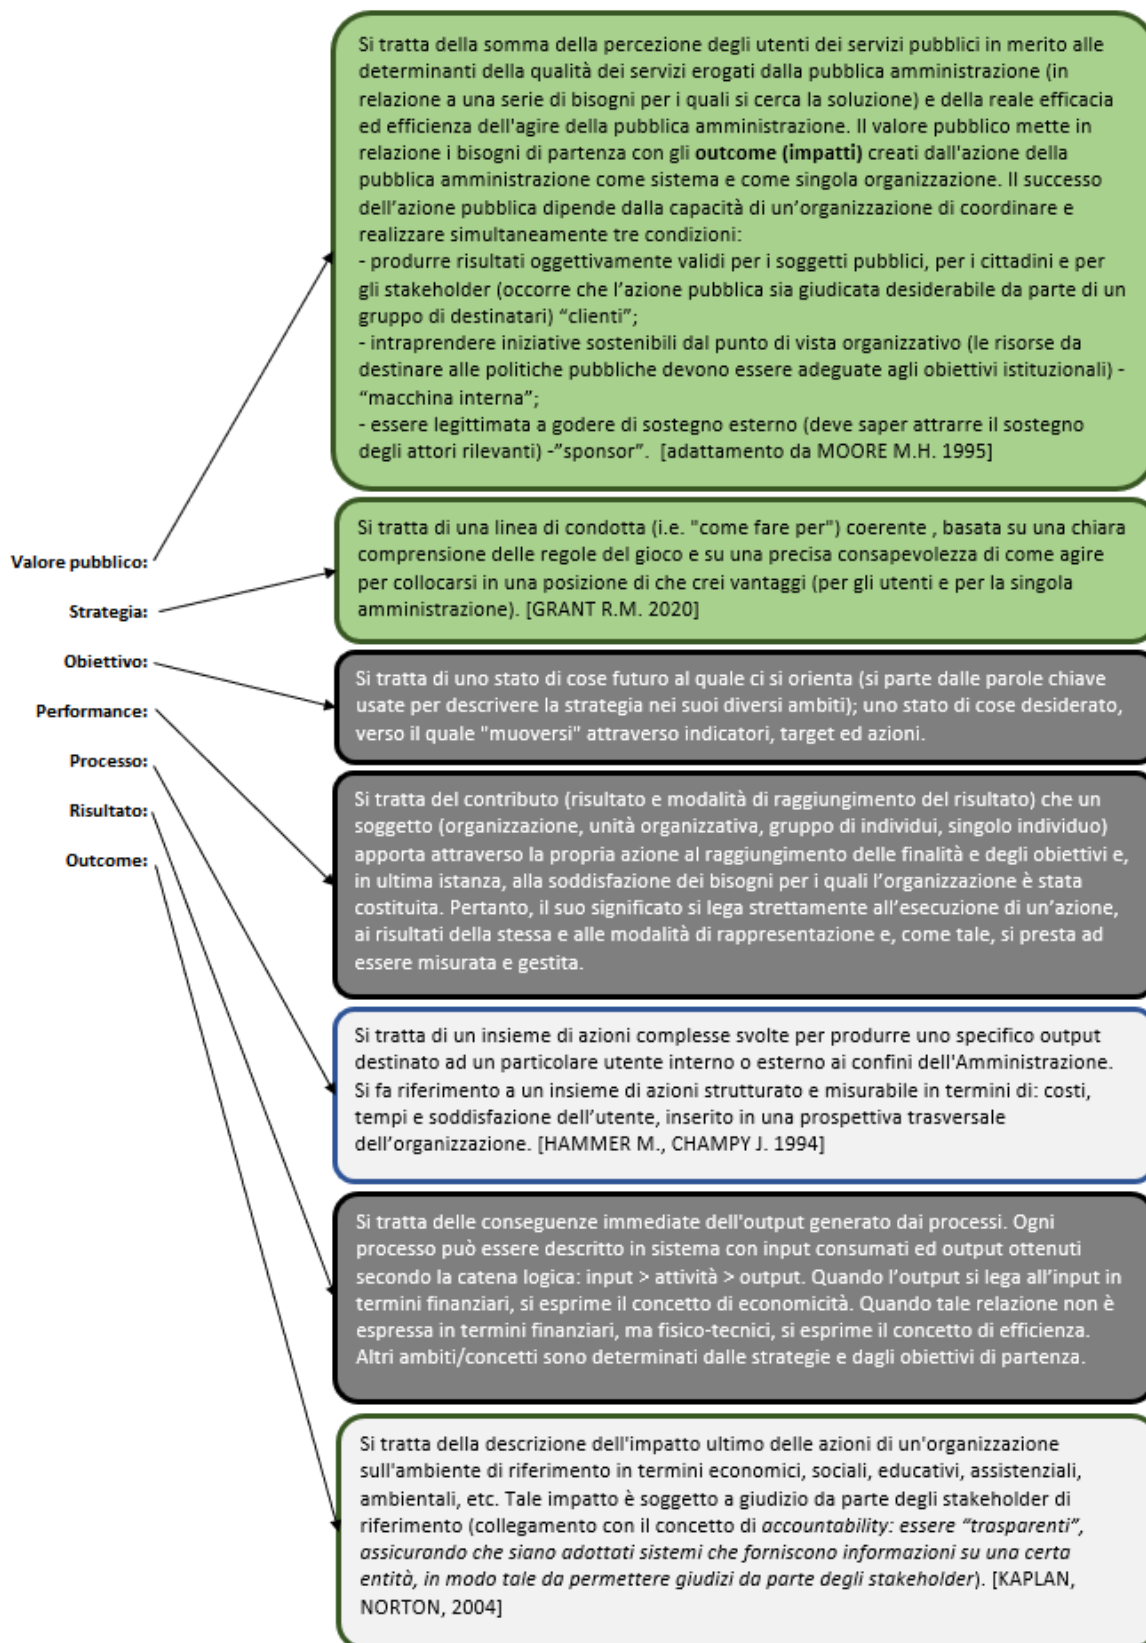 Si tratta della somma della percezione degli utenti dei servizi pubblici in merito alle
determinanti della qualità dei servizi erogati dalla pubblica amministrazione (in
relazione a una serie di bisogni per i quali si cerca la soluzione) e della reale efficacia
ed efficienza dell'agire della pubblica amministrazione. Il valore pubblico mette in
relazione i bisogni di partenza con gli outcome (impatti) creati dall'azione della
pubblica amministrazione come sistema e come singola organizzazione. Il successo
dell’azione pubblica dipende dalla capacità di un’organizzazione di coordinare e
realizzare simultaneamente tre condizioni:
- produrre risultati oggettivamente validi per i soggetti pubblici, per i cittadini e per
gli stakeholder (occorre che l’azione pubblica sia giudicata desiderabile da parte di un
gruppo di destinatari) “clienti”;
- intraprendere iniziative sostenibili dal punto di vista organizzativo (le risorse da
destinare alle politiche pubbliche devono essere adeguate agli obiettivi istituzionali) -
“macchina interna”;
- essere legittimata a godere di sostegno esterno (deve saper attrarre il sostegno
degli attori rilevanti) -”sponsor”. [adattamento da MOORE M.H. 1995]
Valore pubblico:
Strategia:
Obiettivo:
Performance:
Processo:
Risultato:
Outcome:
Si tratta di una linea di condotta (i.e. "come fare per") coerente , basata su una chiara
comprensione delle regole del gioco e su una precisa consapevolezza di come agire
per collocarsi in una posizione di che crei vantaggi (per gli utenti e per la singola
amministrazione). [GRANT R.M. 2020]
Si tratta di uno stato di cose futuro al quale ci si orienta (si parte dalle parole chiave
usate per descrivere la strategia nei suoi diversi ambiti); uno stato di cose desiderato,
verso il quale "muoversi" attraverso indicatori, target ed azioni.
Si tratta del contributo (risultato e modalità di raggiungimento del risultato) che un
soggetto (organizzazione, unità organizzativa, gruppo di individui, singolo individuo)
apporta attraverso la propria azione al raggiungimento delle finalità e degli obiettivi e,
in ultima istanza, alla soddisfazione dei bisogni per i quali l’organizzazione è stata
costituita. Pertanto, il suo significato si lega strettamente all’esecuzione di un’azione,
ai risultati della stessa e alle modalità di rappresentazione e, come tale, si presta ad
essere misurata e gestita.
Si tratta di un insieme di azioni complesse svolte per produrre uno specifico output
destinato ad un particolare utente interno o esterno ai confini dell'Amministrazione.
Si fa riferimento a un insieme di azioni strutturato e misurabile in termini di: costi,
tempi e soddisfazione dell’utente, inserito in una prospettiva trasversale
dell’organizzazione. [HAMMER M., CHAMPY J. 1994]
Si tratta delle conseguenze immediate dell'output generato dai processi. Ogni
processo può essere descritto in sistema con input consumati ed output ottenuti
secondo la catena logica: input > attività > output. Quando l’output si lega all’input in
termini finanziari, si esprime il concetto di economicità. Quando tale relazione non è
espressa in termini finanziari, ma fisico-tecnici, si esprime il concetto di efficienza.
Altri ambiti/concetti sono determinati dalle strategie e dagli obiettivi di partenza.
Si tratta della descrizione dell'impatto ultimo delle azioni di un'organizzazione
sull'ambiente di riferimento in termini economici, sociali, educativi, assistenziali,
ambientali, etc. Tale impatto è soggetto a giudizio da parte degli stakeholder di
riferimento (collegamento con il concetto di accountability: essere “trasparenti”,
assicurando che siano adottati sistemi che forniscono informazioni su una certa
entità, in modo tale da permettere giudizi da parte degli stakeholder). [KAPLAN,
NORTON, 2004]